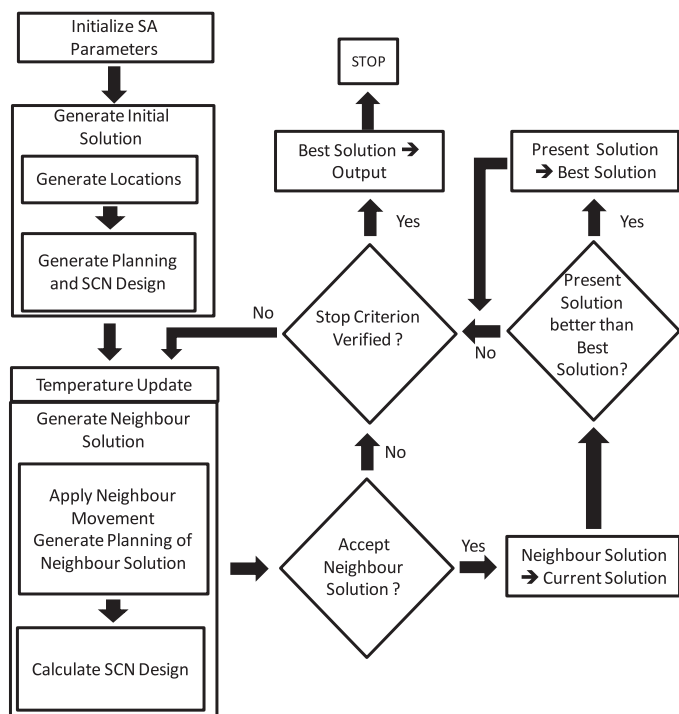 Initialize SA
Parameters
Generate Initial
Solution
Generate Locations
Generate Planning
and SCN Design
Temperature Update
Generate Neighbour
Solution
Apply Neighbour
Movement
Generate Planning of
Neighbour Solution
Calculate SCN Design
STOP
Best Solution ➔
Output
Yes
No
Stop Criterion
Verified ?
No
Accept
Neighbour
Solution ?
Yes
Neighbour Solution
➔ Current Solution
Present Solution
➔ Best Solution
Yes
Present
Solution
better than
Best
Solution?
No